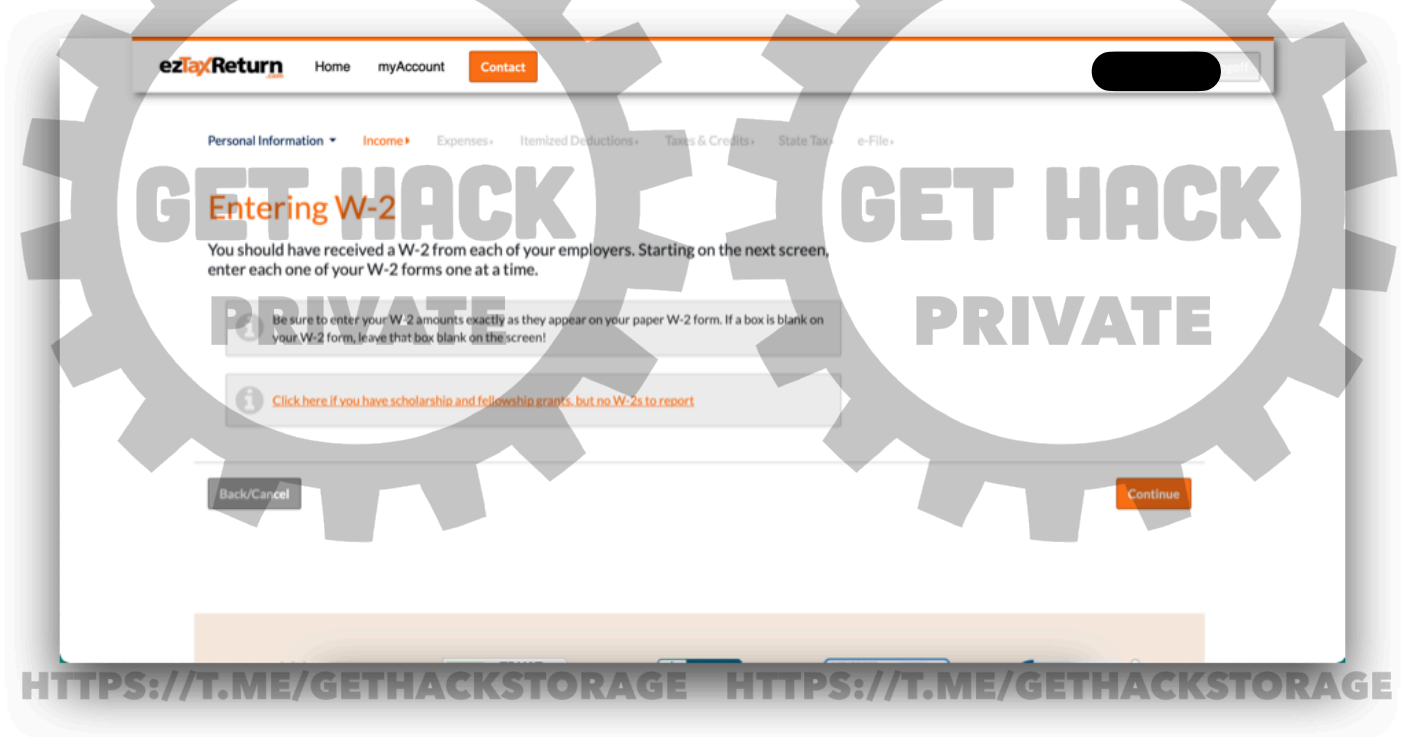 ezTaxReturn.com Home myAccount Contact
Personal Information Income Expenses Itemized Deductions Taxes & Credits State Tax e-File
GET HACK GET HACK
Entering W-2
You should have received a W-2 from each of your employers. Starting on the next screen,
enter each one of your W-2 forms one at a time.
PRIVATE PRIVATE
Be sure to enter your W-2 amounts exactly as they appear on your paper W-2 form. If a box is blank on
your W-2 form, leave that box blank on the screen!
Click here if you have scholarship and fellowship grants, but no W-2s to report
Back/Cancel Continue
HTTPS://T.ME/GETHACKSTORAGE HTTPS://T.ME/GETHACKSTORAGE